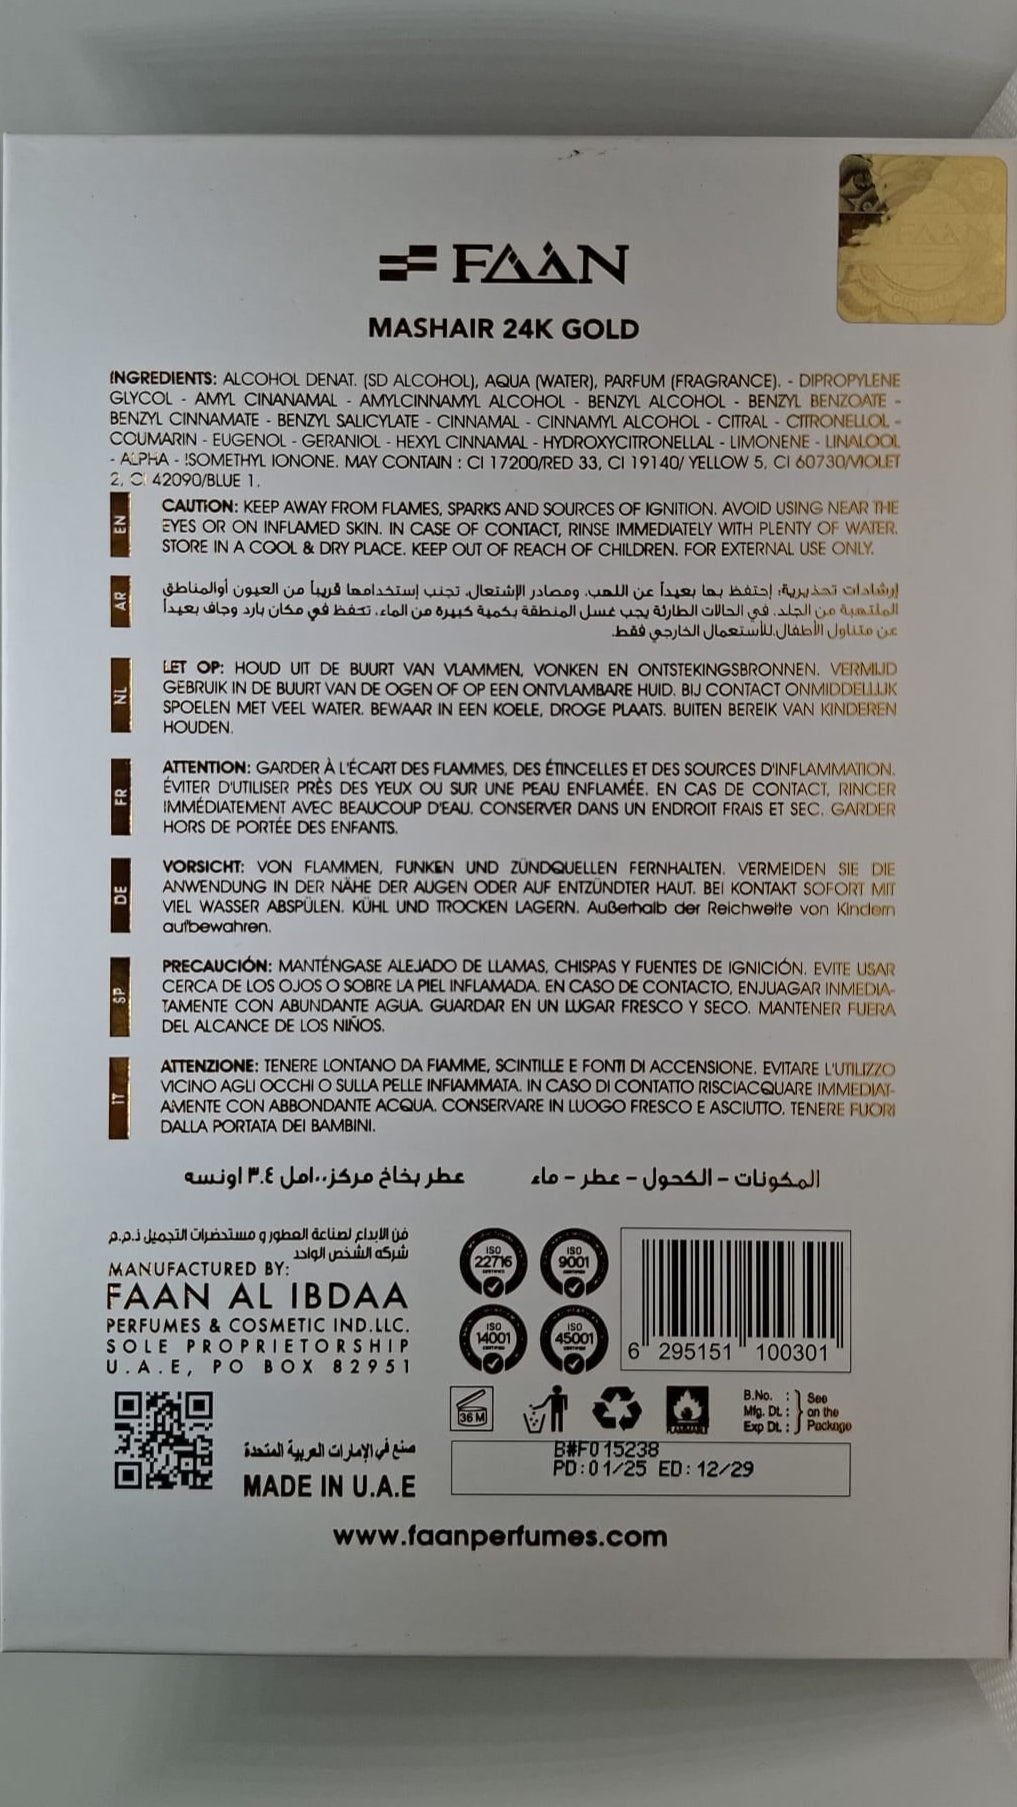 FAAN
MASHAIR 24K GOLD
INGREDIENTS: ALCOHOL DENAT. (SD ALCOHOL), AQUA (WATER), PARFUM (FRAGRANCE). - DIPROPYLENE
GLYCOL - AMYL CINANAMAL - AMYLCINNAMYL ALCOHOL - BENZYL ALCOHOL - BENZYL BENZOATE -
BENZYL CINNAMATE - BENZYL SALICYLATE - CINNAMAL - CINNAMYL ALCOHOL - CITRAL - CITRONELLOL -
COUMARIN - EUGENOL - GERANIOL - HEXYL CINNAMAL - HYDROXYCITRONELLAL - LIMONENE - LINALOOL
- ALPHA - ISOMETHYL IONONE. MAY CONTAIN : CI 17200/RED 33, CI 19140/ YELLOW 5, CI 60730/VIOLET
2, CI 42090/BLUE 1.
EN
CAUTION: KEEP AWAY FROM FLAMES, SPARKS AND SOURCES OF IGNITION. AVOID USING NEAR THE
EYES OR ON INFLAMED SKIN. IN CASE OF CONTACT, RINSE IMMEDIATELY WITH PLENTY OF WATER.
STORE IN A COOL & DRY PLACE. KEEP OUT OF REACH OF CHILDREN. FOR EXTERNAL USE ONLY.
AR
إرشادات تحذيرية: إحتفظ بها بعيداً عن اللهب، ومصادر الإشتعال. تجنب إستخدامها قريباً من العيون أوالمناطق
الملتهبة من الجلد. في الحالات الطارئة يجب غسل المنطقة بكمية كبيرة من الماء. تحفظ في مكان بارد وجاف بعيداً
عن متناول الأطفال.للأستعمال الخارجي فقط.
NL
LET OP: HOUD UIT DE BUURT VAN VLAMMEN, VONKEN EN ONTSTEKINGSBRONNEN. VERMIJD
GEBRUIK IN DE BUURT VAN DE OGEN OF OP EEN ONTVLAMBARE HUID. BIJ CONTACT ONMIDDELLIJK
SPOELEN MET VEEL WATER. BEWAAR IN EEN KOELE, DROGE PLAATS. BUITEN BEREIK VAN KINDEREN
HOUDEN.
FR
ATTENTION: GARDER À L'ÉCART DES FLAMMES, DES ÉTINCELLES ET DES SOURCES D'INFLAMMATION.
ÉVITER D'UTILISER PRÈS DES YEUX OU SUR UNE PEAU ENFLAMÉE. EN CAS DE CONTACT, RINCER
IMMÉDIATEMENT AVEC BEAUCOUP D'EAU. CONSERVER DANS UN ENDROIT FRAIS ET SEC. GARDER
HORS DE PORTÉE DES ENFANTS.
DE
VORSICHT: VON FLAMMEN, FUNKEN UND ZÜNDQUELLEN FERNHALTEN. VERMEIDEN SIE DIE
ANWENDUNG IN DER NÄHE DER AUGEN ODER AUF ENTZÜNDTER HAUT. BEI KONTAKT SOFORT MIT
VIEL WASSER ABSPÜLEN. KÜHL UND TROCKEN LAGERN. Außerhalb der Reichweite von Kindern
aufbewahren.
SP
PRECAUCIÓN: MANTÉNGASE ALEJADO DE LLAMAS, CHISPAS Y FUENTES DE IGNICIÓN. EVITE USAR
CERCA DE LOS OJOS O SOBRE LA PIEL INFLAMADA. EN CASO DE CONTACTO, ENJUAGAR INMEDIA-
TAMENTE CON ABUNDANTE AGUA. GUARDAR EN UN LUGAR FRESCO Y SECO. MANTENER FUERA
DEL ALCANCE DE LOS NIÑOS.
IT
ATTENZIONE: TENERE LONTANO DA FIAMME, SCINTILLE E FONTI DI ACCENSIONE. EVITARE L'UTILIZZO
VICINO AGLI OCCHI O SULLA PELLE INFIAMMATA. IN CASO DI CONTATTO RISCIACQUARE IMMEDIAT-
AMENTE CON ABBONDANTE ACQUA. CONSERVARE IN LUOGO FRESCO E ASCIUTTO. TENERE FUORI
DALLA PORTATA DEI BAMBINI.
المكونات - الكحول - عطر - ماء
عطر بخاخ مركز،١٠٠مل ٣.٤ اونسه
فن الابداع لصناعة العطور و مستحضرات التجميل ذ.م.م
شركه الشخص الواحد
MANUFACTURED BY:
FAAN AL IBDAA
PERFUMES & COSMETIC IND.LLC.
SOLE PROPRIETORSHIP
U.A.E, PO BOX 82951
ISO 22716
ISO 9001
ISO 14001
ISO 45001
6 295151 100301
36 M
FLAMMABLE
B.No. :
Mfg. Dt. :
Exp Dt. :
See
on the
Package
B#F015238
PD:01/25 ED:12/29
صنع في الإمارات العربية المتحدة
MADE IN U.A.E
www.faanperfumes.com